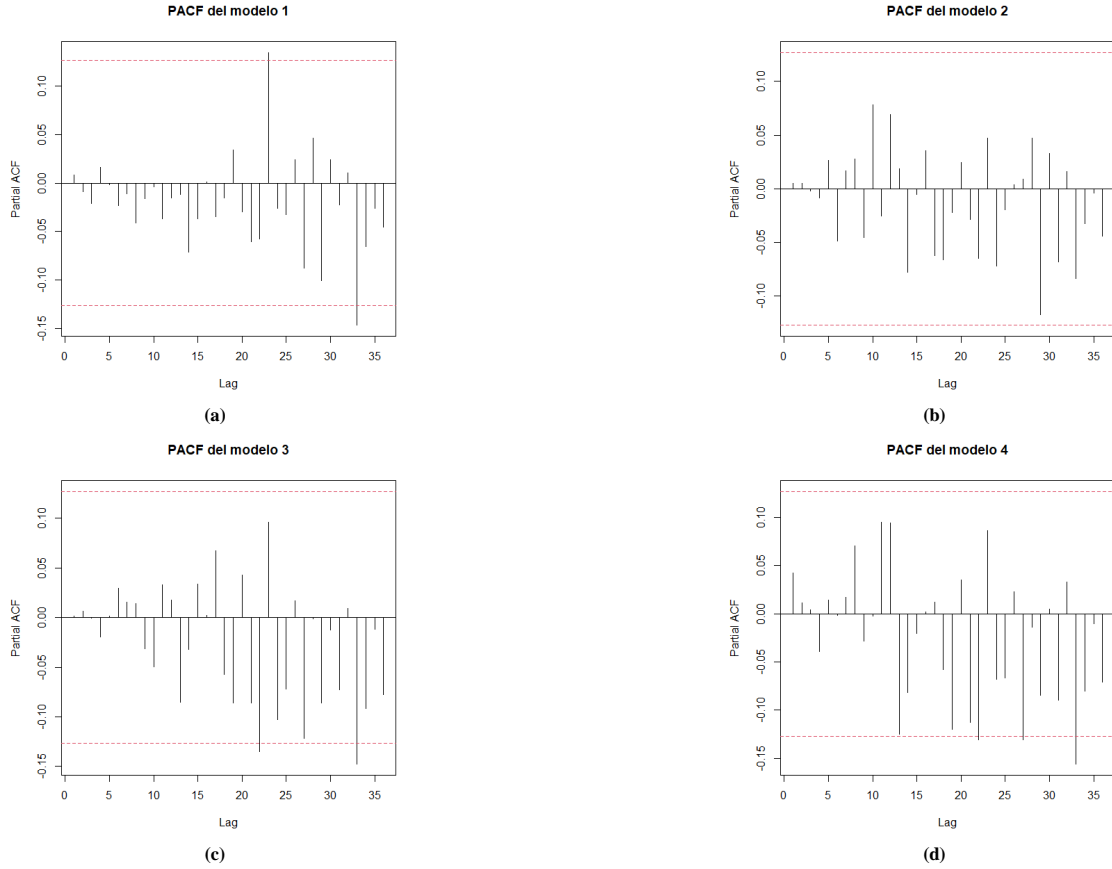 PACF del modelo 1
Partial ACF
0.10
0.05
0.00
-0.05
-0.10
-0.15
0 5 10 15 20 25 30 35
Lag
(a)
PACF del modelo 2
Partial ACF
0.10
0.05
0.00
-0.05
-0.10
0 5 10 15 20 25 30 35
Lag
(b)
PACF del modelo 3
Partial ACF
0.10
0.05
0.00
-0.05
-0.10
-0.15
0 5 10 15 20 25 30 35
Lag
(c)
PACF del modelo 4
Partial ACF
0.10
0.05
0.00
-0.05
-0.10
-0.15
0 5 10 15 20 25 30 35
Lag
(d)